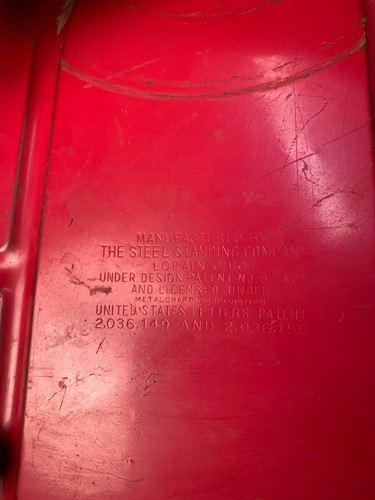 MANUFACTURED BY
THE STEEL STAMPING COMPANY
LORAIN, OHIO
UNDER DESIGN PATENT NO.
AND LICENSED UNDER
METALCRAFT CORPORATION
UNITED STATES LETTERS PATENT
2,036,149 AND 2,036,150